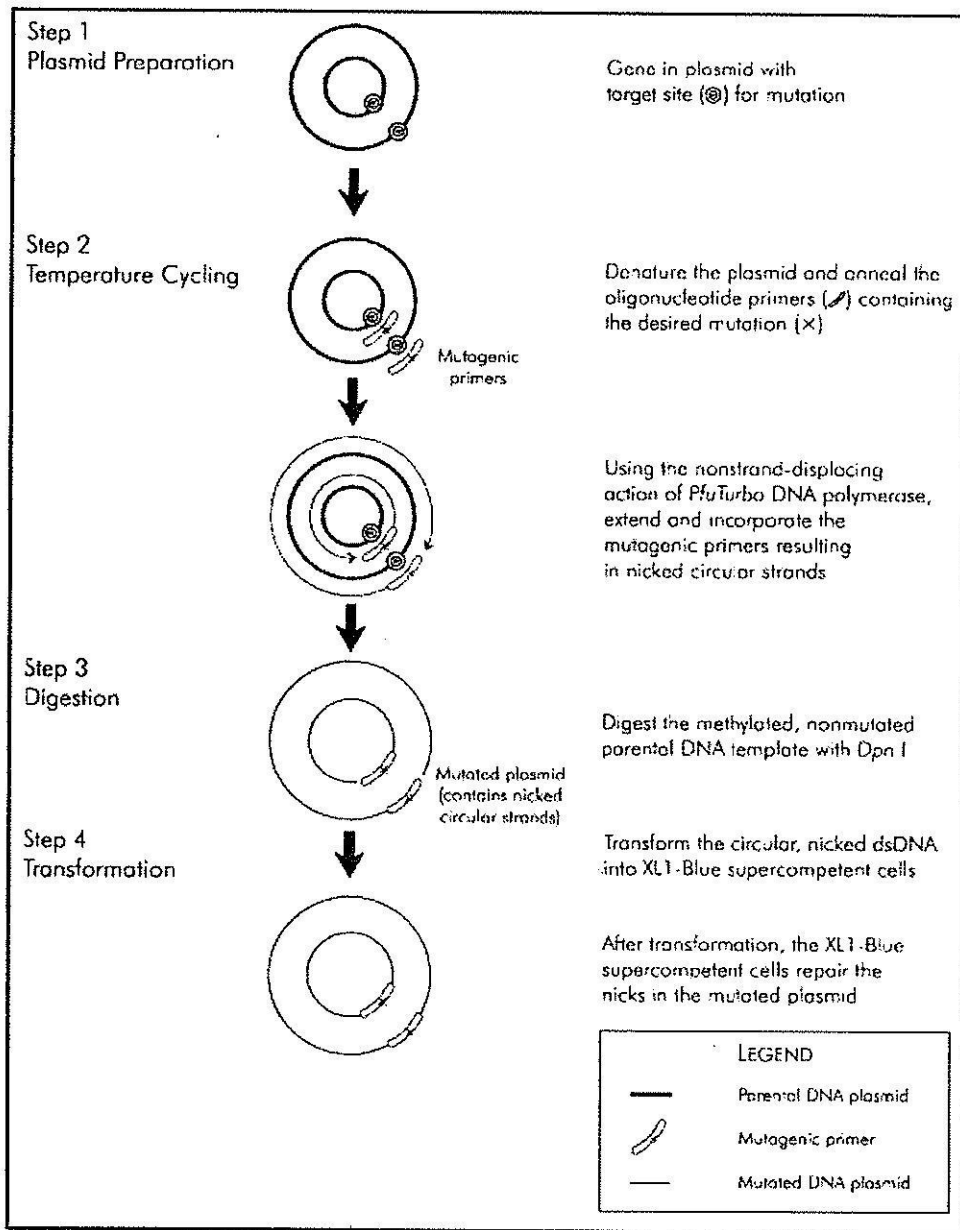 Step 1
Plasmid Preparation
Gene in plasmid with
target site (⊚) for mutation
Step 2
Temperature Cycling
Denature the plasmid and anneal the
oligonucleotide primers () containing
the desired mutation (×)
Mutagenic
primers
Using the nonstrand-displacing
action of PfuTurbo DNA polymerase,
extend and incorporate the
mutagenic primers resulting
in nicked circular strands
Step 3
Digestion
Digest the methylated, nonmutated
parental DNA template with Dpn I
Mutated plasmid
(contains nicked
circular strands)
Step 4
Transformation
Transform the circular, nicked dsDNA
into XL1-Blue supercompetent cells
After transformation, the XL1-Blue
supercompetent cells repair the
nicks in the mutated plasmid
LEGEND
Parental DNA plasmid
Mutagenic primer
Mutated DNA plasmid